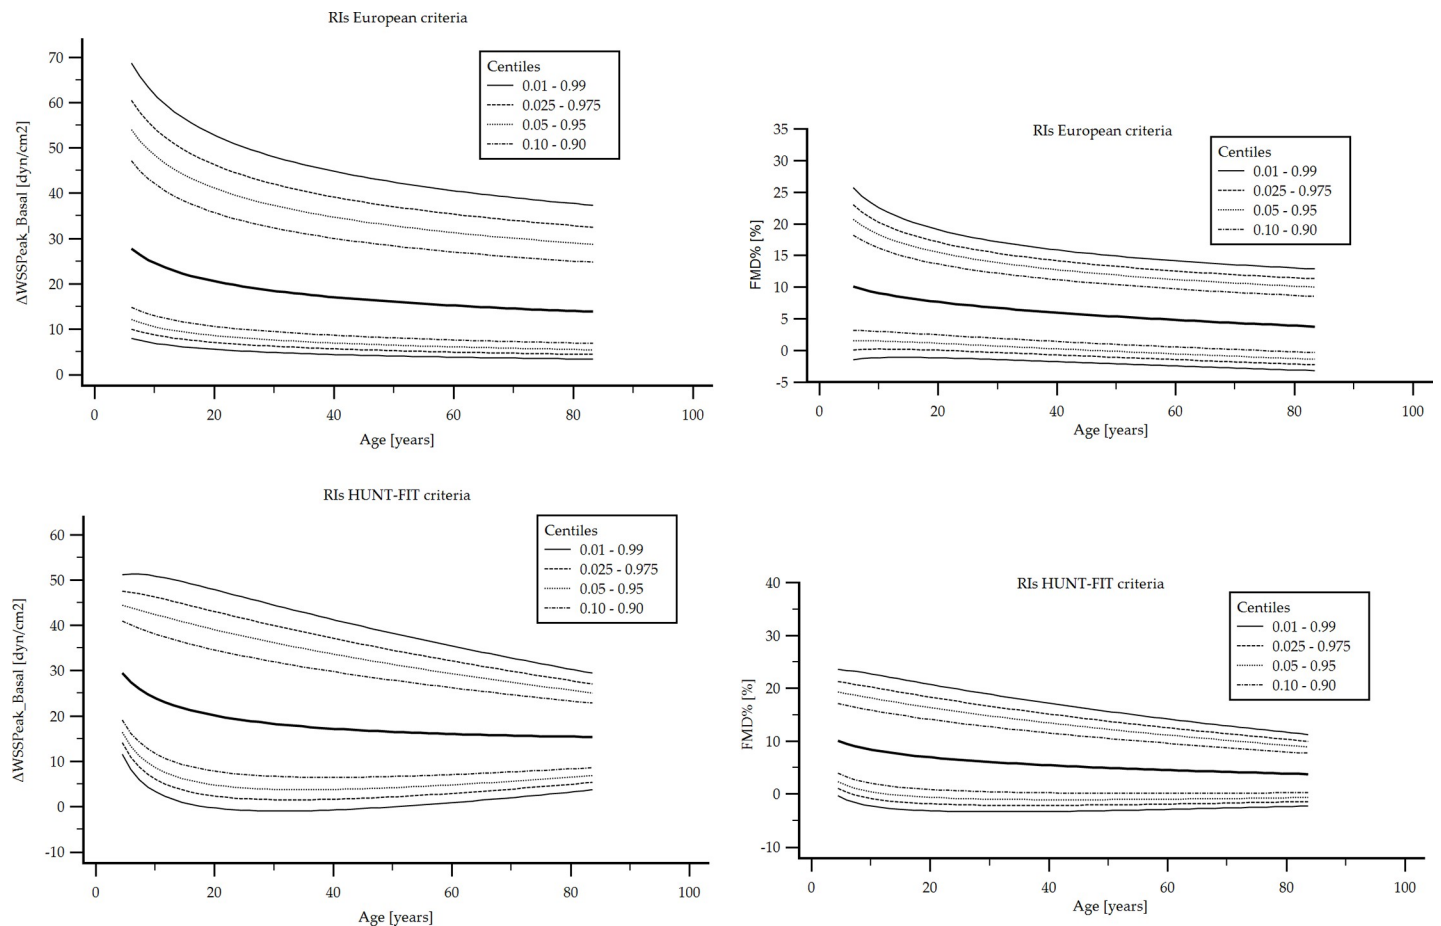 RIs European criteria
ΔWSSPeak_Basal [dyn/cm2]
70
60
50
40
30
20
10
0
Centiles
0.01 - 0.99
0.025 - 0.975
0.05 - 0.95
0.10 - 0.90
0 20 40 60 80 100
Age [years]
RIs European criteria
FMD% [%]
35
30
25
20
15
10
5
0
-5
Centiles
0.01 - 0.99
0.025 - 0.975
0.05 - 0.95
0.10 - 0.90
0 20 40 60 80 100
Age [years]
RIs HUNT-FIT criteria
ΔWSSPeak_Basal [dyn/cm2]
60
50
40
30
20
10
0
-10
Centiles
0.01 - 0.99
0.025 - 0.975
0.05 - 0.95
0.10 - 0.90
0 20 40 60 80 100
Age [years]
RIs HUNT-FIT criteria
FMD% [%]
40
30
20
10
0
-10
Centiles
0.01 - 0.99
0.025 - 0.975
0.05 - 0.95
0.10 - 0.90
0 20 40 60 80 100
Age [years]